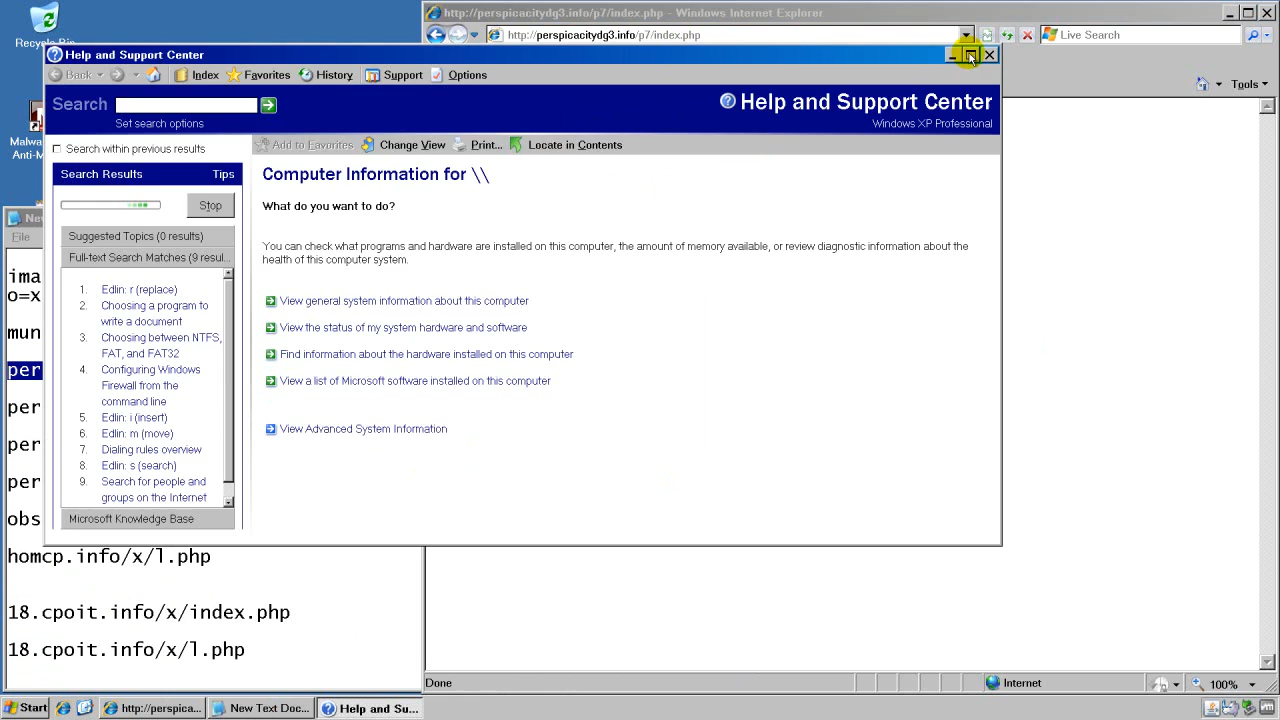 Recycle Bin
http://perspicacitydg3.info/p7/index.php - Windows Internet Explorer
http://perspicacitydg3.info/p7/index.php
Live Search
Tools
Help and Support Center
Back
Index
Favorites
History
Support
Options
Search
Set search options
Help and Support Center
Windows XP Professional
Search within previous results
Add to Favorites
Change View
Print...
Locate in Contents
Search Results
Tips
Stop
Suggested Topics (0 results)
Full-text Search Matches (9 resul...
1. Edlin: r (replace)
2. Choosing a program to
write a document
3. Choosing between NTFS,
FAT, and FAT32
4. Configuring Windows
Firewall from the
command line
5. Edlin: i (insert)
6. Edlin: m (move)
7. Dialing rules overview
8. Edlin: s (search)
9. Search for people and
groups on the Internet
Microsoft Knowledge Base
Computer Information for \\
What do you want to do?
You can check what programs and hardware are installed on this computer, the amount of memory available, or review diagnostic information about the
health of this computer system.
View general system information about this computer
View the status of my system hardware and software
Find information about the hardware installed on this computer
View a list of Microsoft software installed on this computer
View Advanced System Information
Malwa
Anti-M
New
File
ima
o=x
mun
per
per
per
per
obs
homcp.info/x/l.php
18.cpoit.info/x/index.php
18.cpoit.info/x/l.php
Done
Internet
100%
Start
http://perspica...
New Text Doc...
Help and Su...